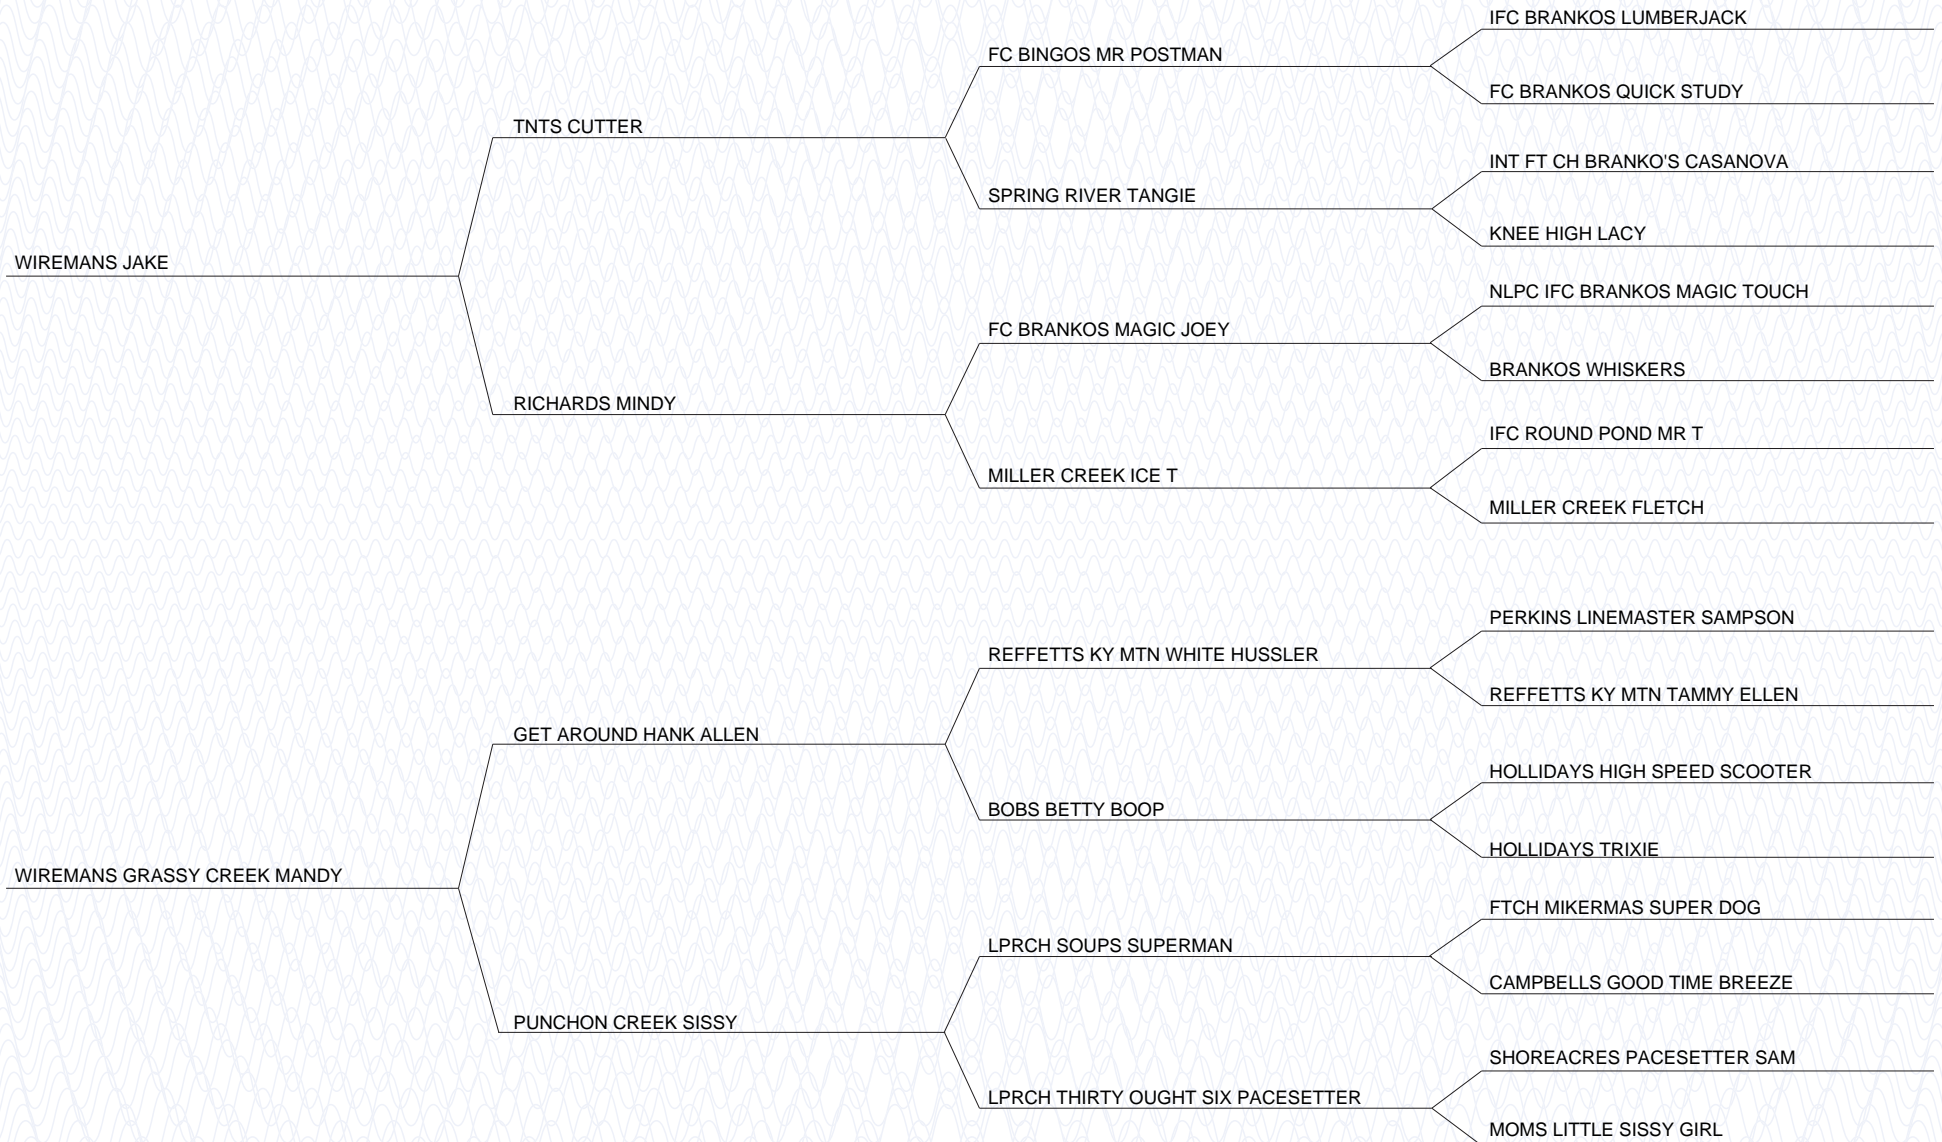 IFC BRANKOS LUMBERJACK
FC BINGOS MR POSTMAN
FC BRANKOS QUICK STUDY
TNTS CUTTER
INT FT CH BRANKO'S CASANOVA
SPRING RIVER TANGIE
KNEE HIGH LACY
WIREMANS JAKE
NLPC IFC BRANKOS MAGIC TOUCH
FC BRANKOS MAGIC JOEY
BRANKOS WHISKERS
RICHARDS MINDY
IFC ROUND POND MR T
MILLER CREEK ICE T
MILLER CREEK FLETCH
PERKINS LINEMASTER SAMPSON
REFFETTS KY MTN WHITE HUSSLER
REFFETTS KY MTN TAMMY ELLEN
GET AROUND HANK ALLEN
HOLLIDAYS HIGH SPEED SCOOTER
BOBS BETTY BOOP
HOLLIDAYS TRIXIE
WIREMANS GRASSY CREEK MANDY
FTCH MIKERMAS SUPER DOG
LPRCH SOUPS SUPERMAN
CAMPBELLS GOOD TIME BREEZE
PUNCHON CREEK SISSY
SHOREACRES PACESETTER SAM
LPRCH THIRTY OUGHT SIX PACESETTER
MOMS LITTLE SISSY GIRL